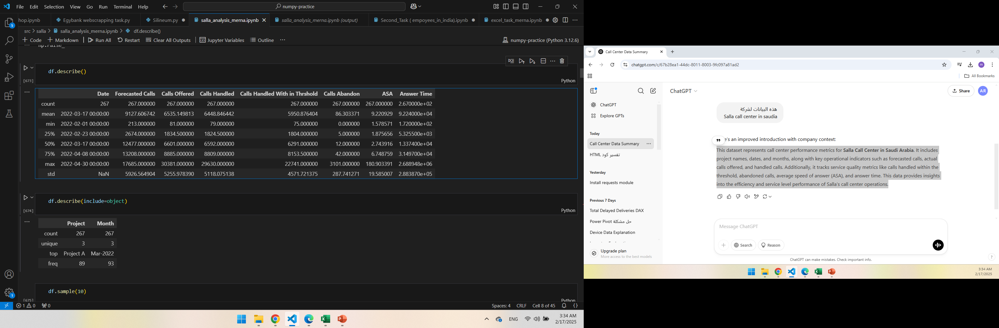 File Edit Selection View Go Run Terminal Help
numpy-practice
hop.ipynb
Egybank webscrapping task.py
Silineum.py
salla_analysis_merna.ipynb
salla_analysis_merna.ipynb (output)
Second_Task ( empoyees_in_india).ipynb
excel_task_merna.ipynb
src > salla > salla_analysis_merna.ipynb > df.describe()
+ Code + Markdown Run All Restart Clear All Outputs Jupyter Variables Outline ...
numpy-practice (Python 3.12.6)
np.False_
df.describe()
[673]
Python
Date Forecasted Calls Calls Offered Calls Handled Calls Handled With in Thrshold Calls Abandon ASA Answer Time
count 267 267.000000 267.000000 267.000000 267.000000 267.000000 267.000000 2.670000e+02
mean 2022-03-17 00:00:00 9127.606742 6535.149813 6448.846442 5950.876404 86.303371 9.220929 9.224000e+04
min 2022-02-01 00:00:00 213.000000 81.000000 79.000000 75.000000 0.000000 1.578571 1.720000e+02
25% 2022-02-23 00:00:00 2674.000000 1834.500000 1824.500000 1804.000000 5.000000 1.875656 5.325500e+03
50% 2022-03-17 00:00:00 12477.000000 6601.000000 6592.000000 6291.000000 12.000000 2.743916 1.337400e+04
75% 2022-04-08 00:00:00 13208.000000 8885.000000 8809.000000 8153.500000 42.000000 6.748759 3.149700e+04
max 2022-04-30 00:00:00 17685.000000 30381.000000 29630.000000 22741.000000 3101.000000 180.903391 2.688948e+06
std NaN 5926.564904 5255.978390 5118.075138 4571.721375 287.741271 19.585007 2.883870e+05
df.describe(include=object)
[674]
Python
Project Month
count 267 267
unique 3 3
top Project A Mar-2022
freq 89 93
df.sample(10)
[675]
Python
5
1
1 0 0
Spaces: 4 CRLF Cell 8 of 45 {}
ENG
3:34 AM
2/17/2025
Call Center Data Summary
chatgpt.com/c/67b28ea1-44dc-8011-8003-9fc097a81ad2
m
All Bookmarks
ChatGPT
Explore GPTs
Today
Call Center Data Summary
تفسير كود HTML
Yesterday
Install requests module
Previous 7 Days
Total Delayed Deliveries DAX
حل مشكلة Power Pivot
Device Data Explanation
Upgrade plan
More access to the best models
ChatGPT
Share
AR
هذه البيانات لشركة
Salla call center in saudia
e's an improved introduction with company context:
This dataset represents call center performance metrics for Salla Call Center in Saudi Arabia. It includes
project names, dates, and months, along with key operational indicators such as forecasted calls, actual
calls offered, and handled calls. Additionally, it tracks service quality metrics like calls handled within the
threshold, abandoned calls, average speed of answer (ASA), and answer time. This data provides insights
into the efficiency and service level performance of Salla's call center operations.
Message ChatGPT
Search
Reason
ChatGPT can make mistakes. Check important info.
?
3:34 AM
2/17/2025